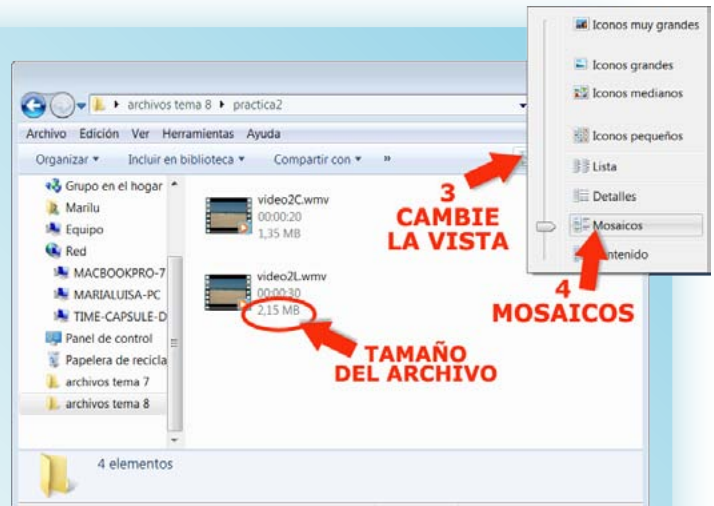 archivos tema 8 ▸ practica2
Archivo Edición Ver Herramientas Ayuda
Organizar Incluir en biblioteca Compartir con »
Grupo en el hogar
Marilu
Equipo
Red
MACBOOKPRO-7
MARIALUISA-PC
TIME-CAPSULE-D
Panel de control
Papelera de recicla
archivos tema 7
archivos tema 8
video2C.wmv
00:00:20
1,35 MB
video2L.wmv
00:00:30
2,15 MB
TAMAÑO
DEL ARCHIVO
3
CAMBIE
LA VISTA
Iconos muy grandes
Iconos grandes
Iconos medianos
Iconos pequeños
Lista
Detalles
Mosaicos
4
MOSAICOS
4 elementos